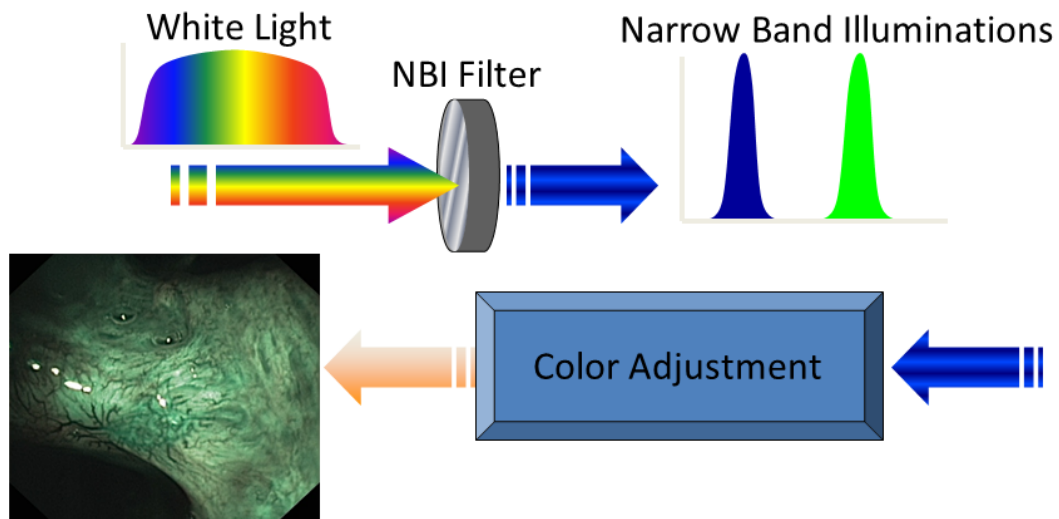 White Light
NBI Filter
Narrow Band Illuminations
Color Adjustment